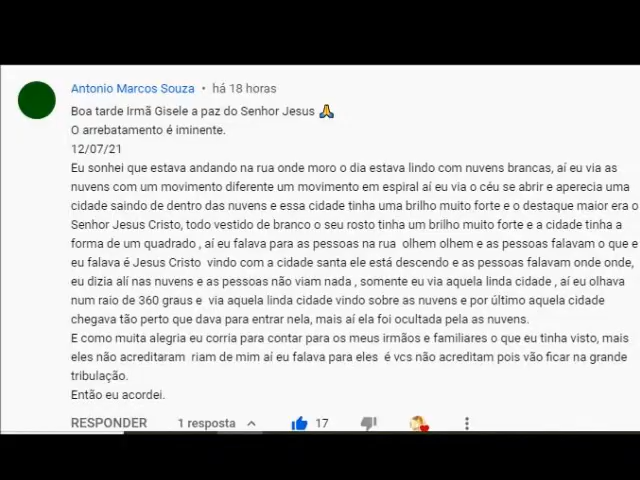 Antonio Marcos Souza • há 18 horas
Boa tarde Irmã Gisele a paz do Senhor Jesus 🙏
O arrebatamento é iminente.
12/07/21
Eu sonhei que estava andando na rua onde moro o dia estava lindo com nuvens brancas, aí eu via as
nuvens com um movimento diferente um movimento em espiral aí eu via o céu se abrir e aperecia uma
cidade saindo de dentro das nuvens e essa cidade tinha uma brilho muito forte e o destaque maior era o
Senhor Jesus Cristo, todo vestido de branco o seu rosto tinha um brilho muito forte e a cidade tinha a
forma de um quadrado , aí eu falava para as pessoas na rua olhem olhem e as pessoas falavam o que e
eu falava é Jesus Cristo vindo com a cidade santa ele está descendo e as pessoas falavam onde onde,
eu dizia alí nas nuvens e as pessoas não viam nada , somente eu via aquela linda cidade , aí eu olhava
num raio de 360 graus e via aquela linda cidade vindo sobre as nuvens e por último aquela cidade
chegava tão perto que dava para entrar nela, mais aí ela foi ocultada pela as nuvens.
E como muita alegria eu corria para contar para os meus irmãos e familiares o que eu tinha visto, mais
eles não acreditaram riam de mim aí eu falava para eles é vcs não acreditam pois vão ficar na grande
tribulação.
Então eu acordei.
RESPONDER 1 resposta 17